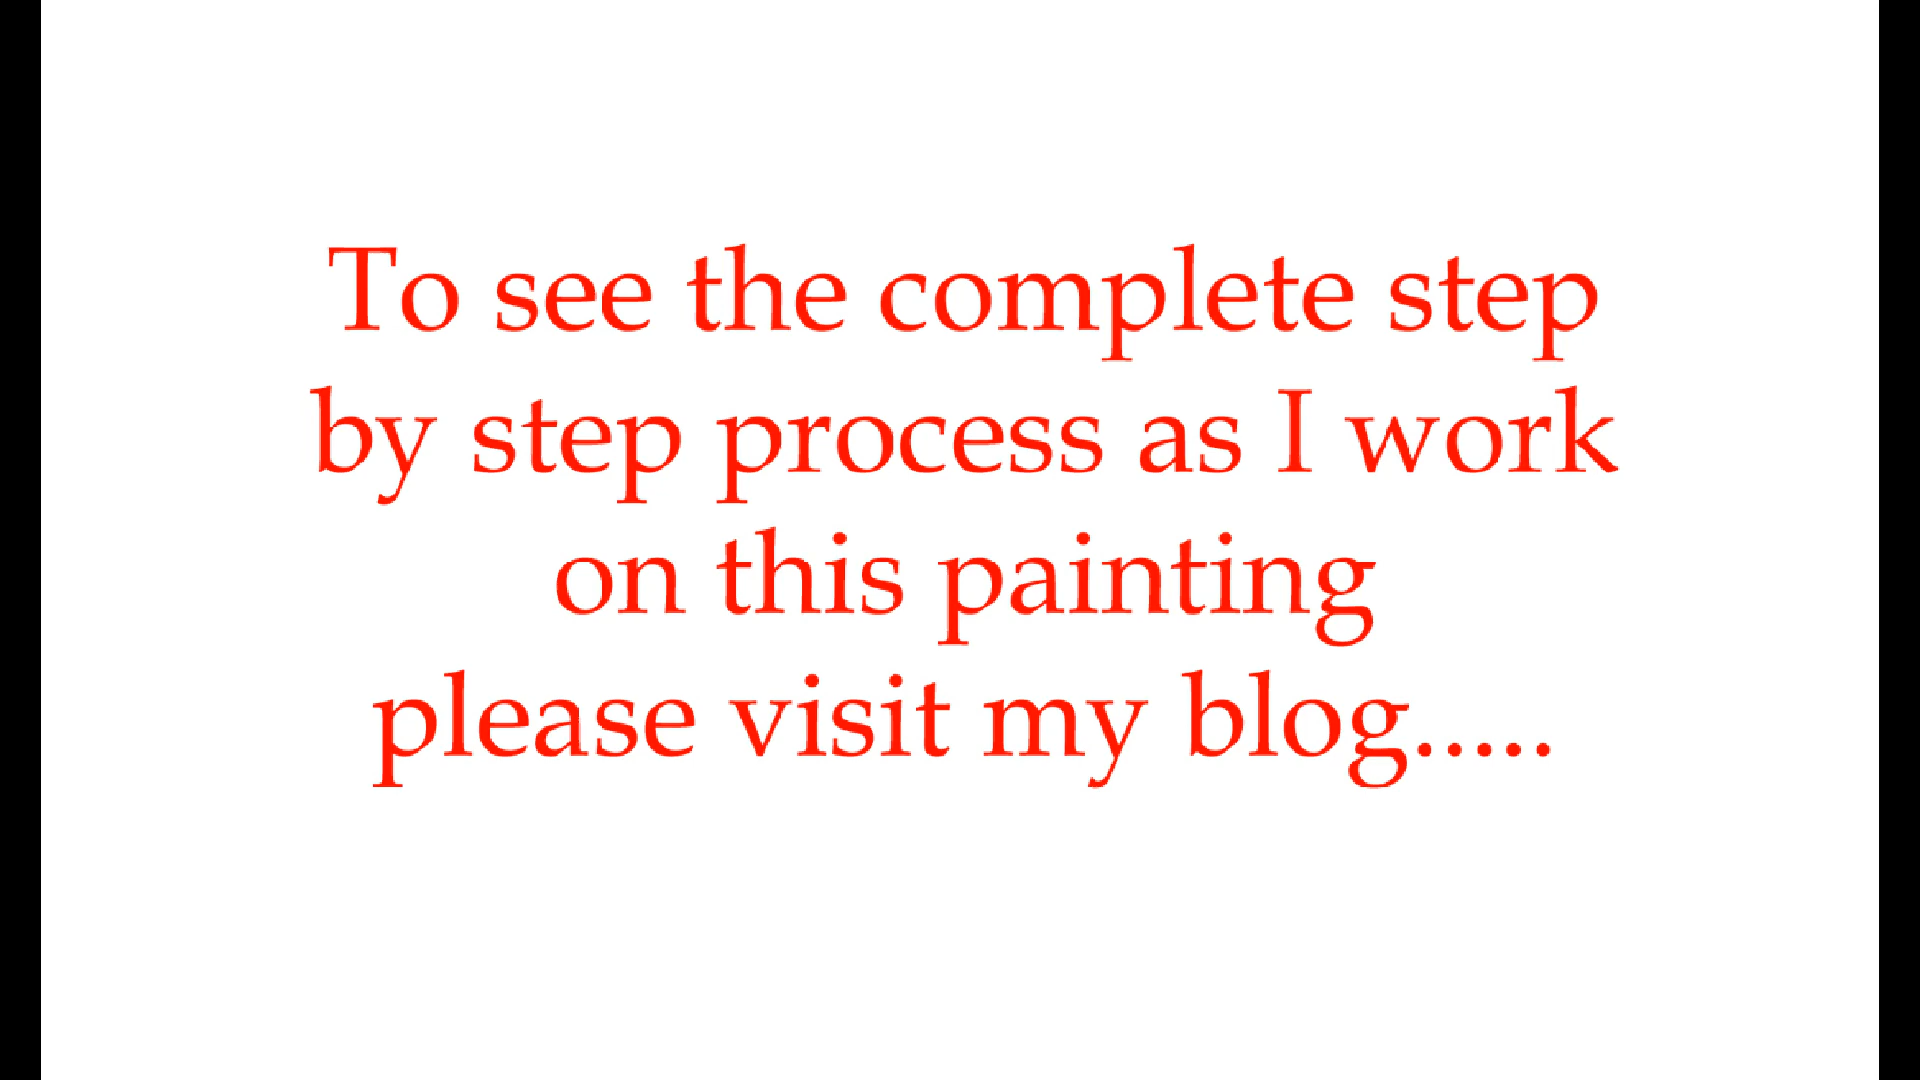 To see the complete step
by step process as I work
on this painting
please visit my blog.....